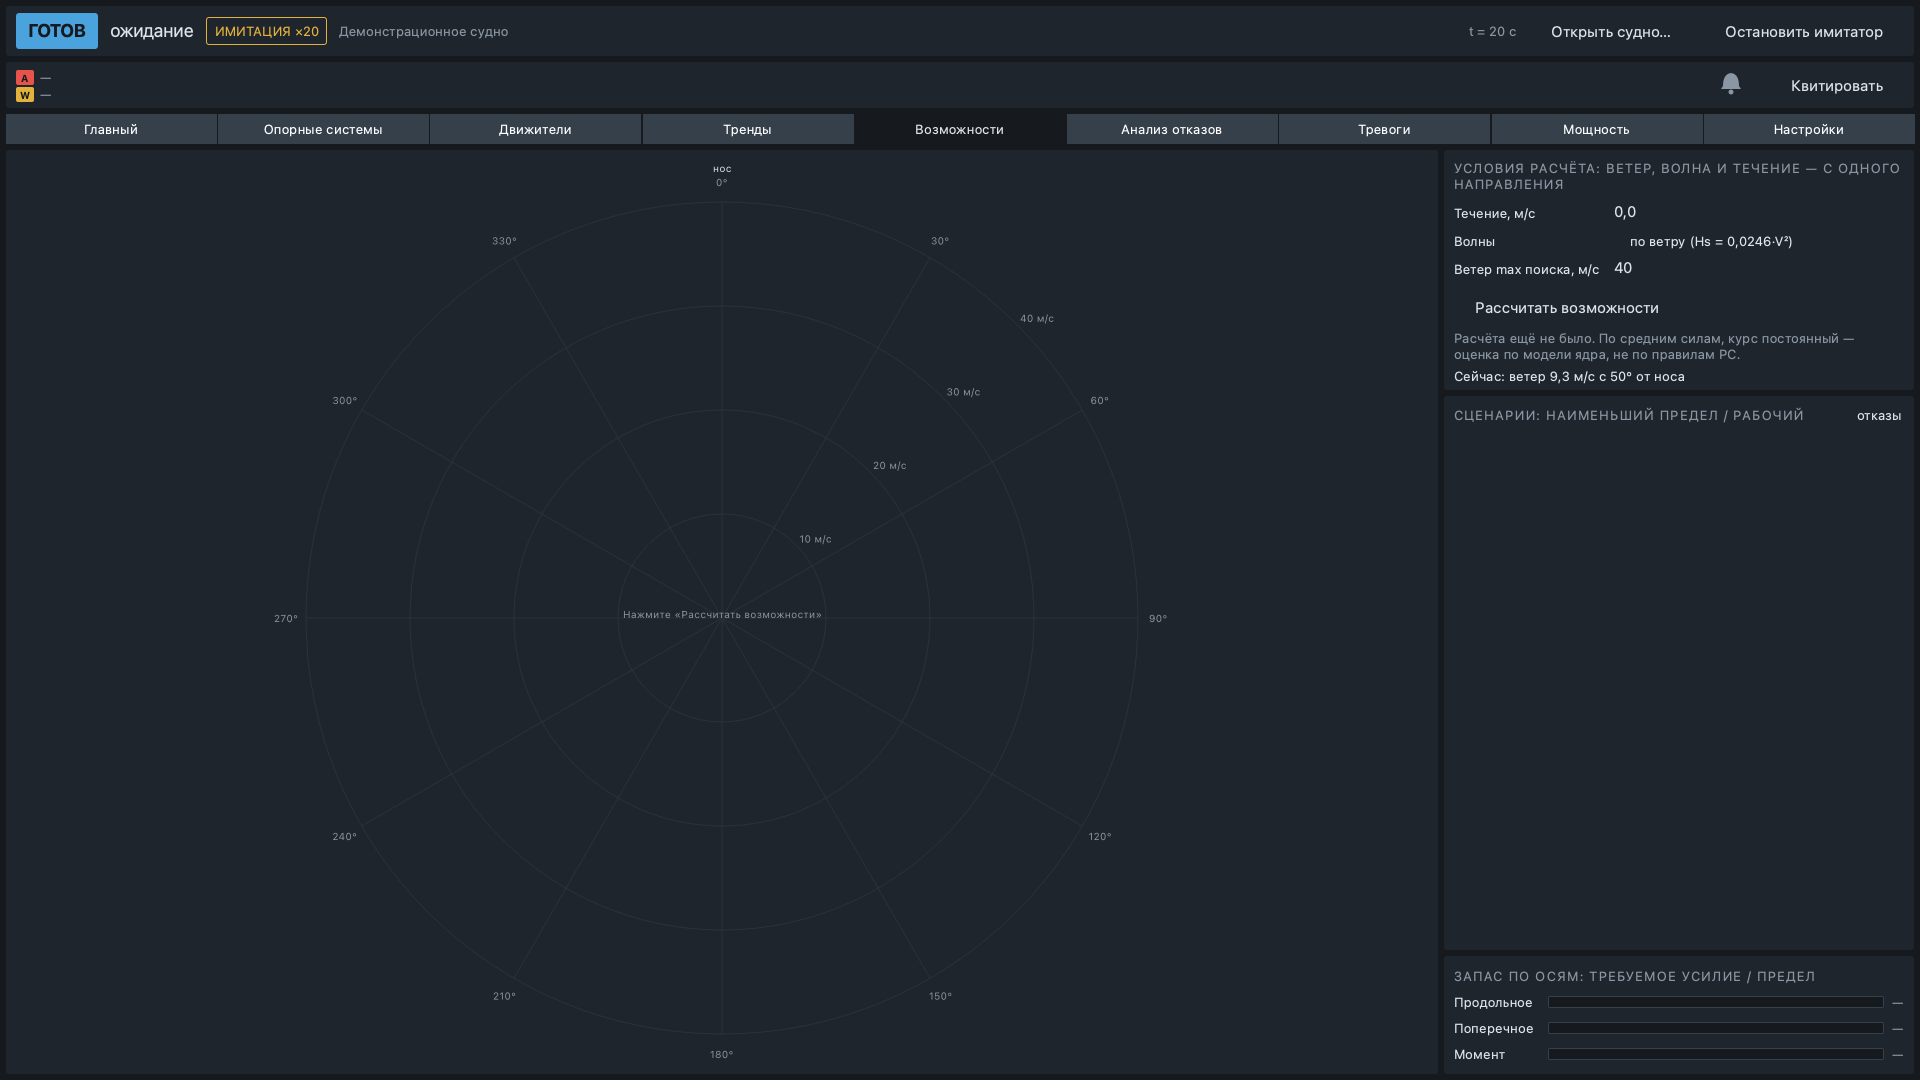 ГОТОВ ожидание ИМИТАЦИЯ ×20 Демонстрационное судно t = 20 с Открыть судно... Остановить имитатор
A —
W —
Квитировать
Главный Опорные системы Движители Тренды Возможности Анализ отказов Тревоги Мощность Настройки
нос
0°
330° 30°
40 м/с
30 м/с
300° 60°
20 м/с
10 м/с
Нажмите «Рассчитать возможности»
270° 90°
240° 120°
210° 150°
180°
УСЛОВИЯ РАСЧЁТА: ВЕТЕР, ВОЛНА И ТЕЧЕНИЕ — С ОДНОГО
НАПРАВЛЕНИЯ
Течение, м/с 0,0
Волны по ветру (Hs = 0,0246·V²)
Ветер max поиска, м/с 40
Рассчитать возможности
Расчёта ещё не было. По средним силам, курс постоянный —
оценка по модели ядра, не по правилам РС.
Сейчас: ветер 9,3 м/с с 50° от носа
СЦЕНАРИИ: НАИМЕНЬШИЙ ПРЕДЕЛ / РАБОЧИЙ отказы
ЗАПАС ПО ОСЯМ: ТРЕБУЕМОЕ УСИЛИЕ / ПРЕДЕЛ
Продольное —
Поперечное —
Момент —